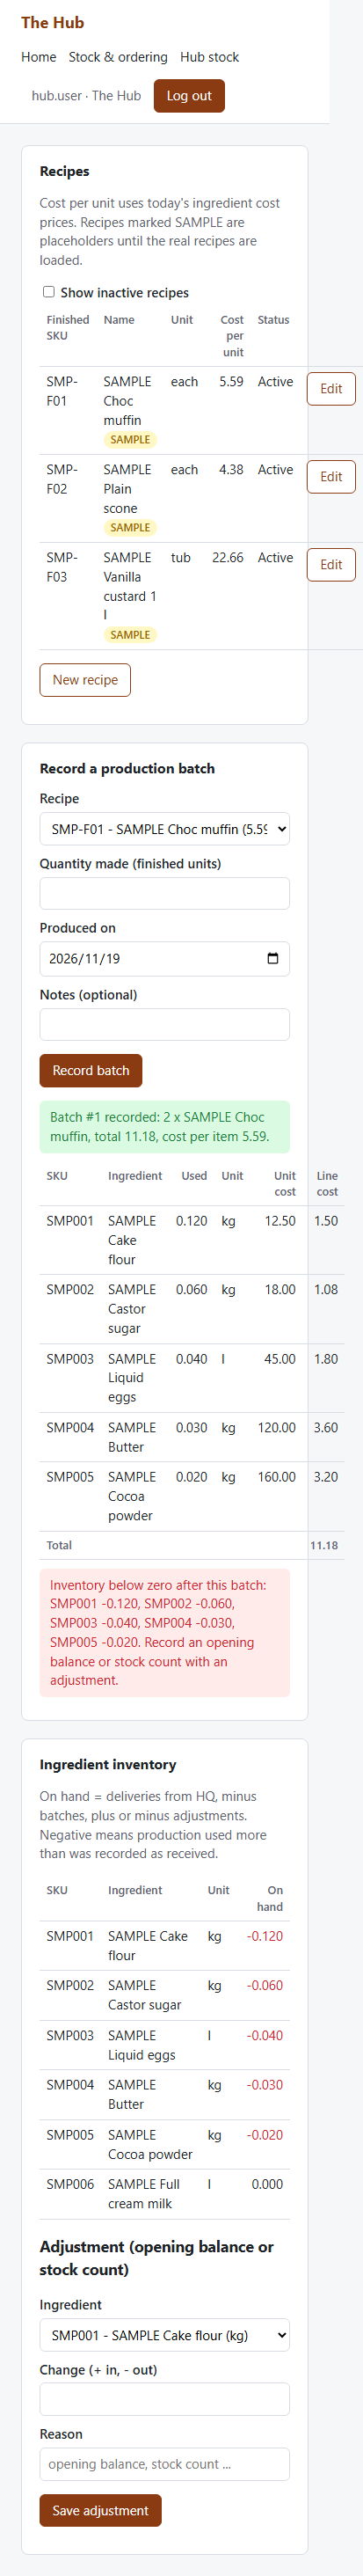 The Hub
Home Stock & ordering Hub stock
hub.user · The Hub Log out
Recipes
Cost per unit uses today's ingredient cost
prices. Recipes marked SAMPLE are
placeholders until the real recipes are
loaded.
Show inactive recipes
Finished SKU Name Unit Cost per unit Status
SMP-F01 SAMPLE Choc muffin SAMPLE each 5.59 Active Edit
SMP-F02 SAMPLE Plain scone SAMPLE each 4.38 Active Edit
SMP-F03 SAMPLE Vanilla custard 1 l SAMPLE tub 22.66 Active Edit
New recipe
Record a production batch
Recipe
SMP-F01 - SAMPLE Choc muffin (5.59
Quantity made (finished units)
Produced on
2026/11/19
Notes (optional)
Record batch
Batch #1 recorded: 2 x SAMPLE Choc
muffin, total 11.18, cost per item 5.59.
SKU Ingredient Used Unit Unit cost Line cost
SMP001 SAMPLE Cake flour 0.120 kg 12.50 1.50
SMP002 SAMPLE Castor sugar 0.060 kg 18.00 1.08
SMP003 SAMPLE Liquid eggs 0.040 l 45.00 1.80
SMP004 SAMPLE Butter 0.030 kg 120.00 3.60
SMP005 SAMPLE Cocoa powder 0.020 kg 160.00 3.20
Total 11.18
Inventory below zero after this batch:
SMP001 -0.120, SMP002 -0.060,
SMP003 -0.040, SMP004 -0.030,
SMP005 -0.020. Record an opening
balance or stock count with an
adjustment.
Ingredient inventory
On hand = deliveries from HQ, minus
batches, plus or minus adjustments.
Negative means production used more
than was recorded as received.
SKU Ingredient Unit On hand
SMP001 SAMPLE Cake flour kg -0.120
SMP002 SAMPLE Castor sugar kg -0.060
SMP003 SAMPLE Liquid eggs l -0.040
SMP004 SAMPLE Butter kg -0.030
SMP005 SAMPLE Cocoa powder kg -0.020
SMP006 SAMPLE Full cream milk l 0.000
Adjustment (opening balance or
stock count)
Ingredient
SMP001 - SAMPLE Cake flour (kg)
Change (+ in, - out)
Reason
opening balance, stock count ...
Save adjustment